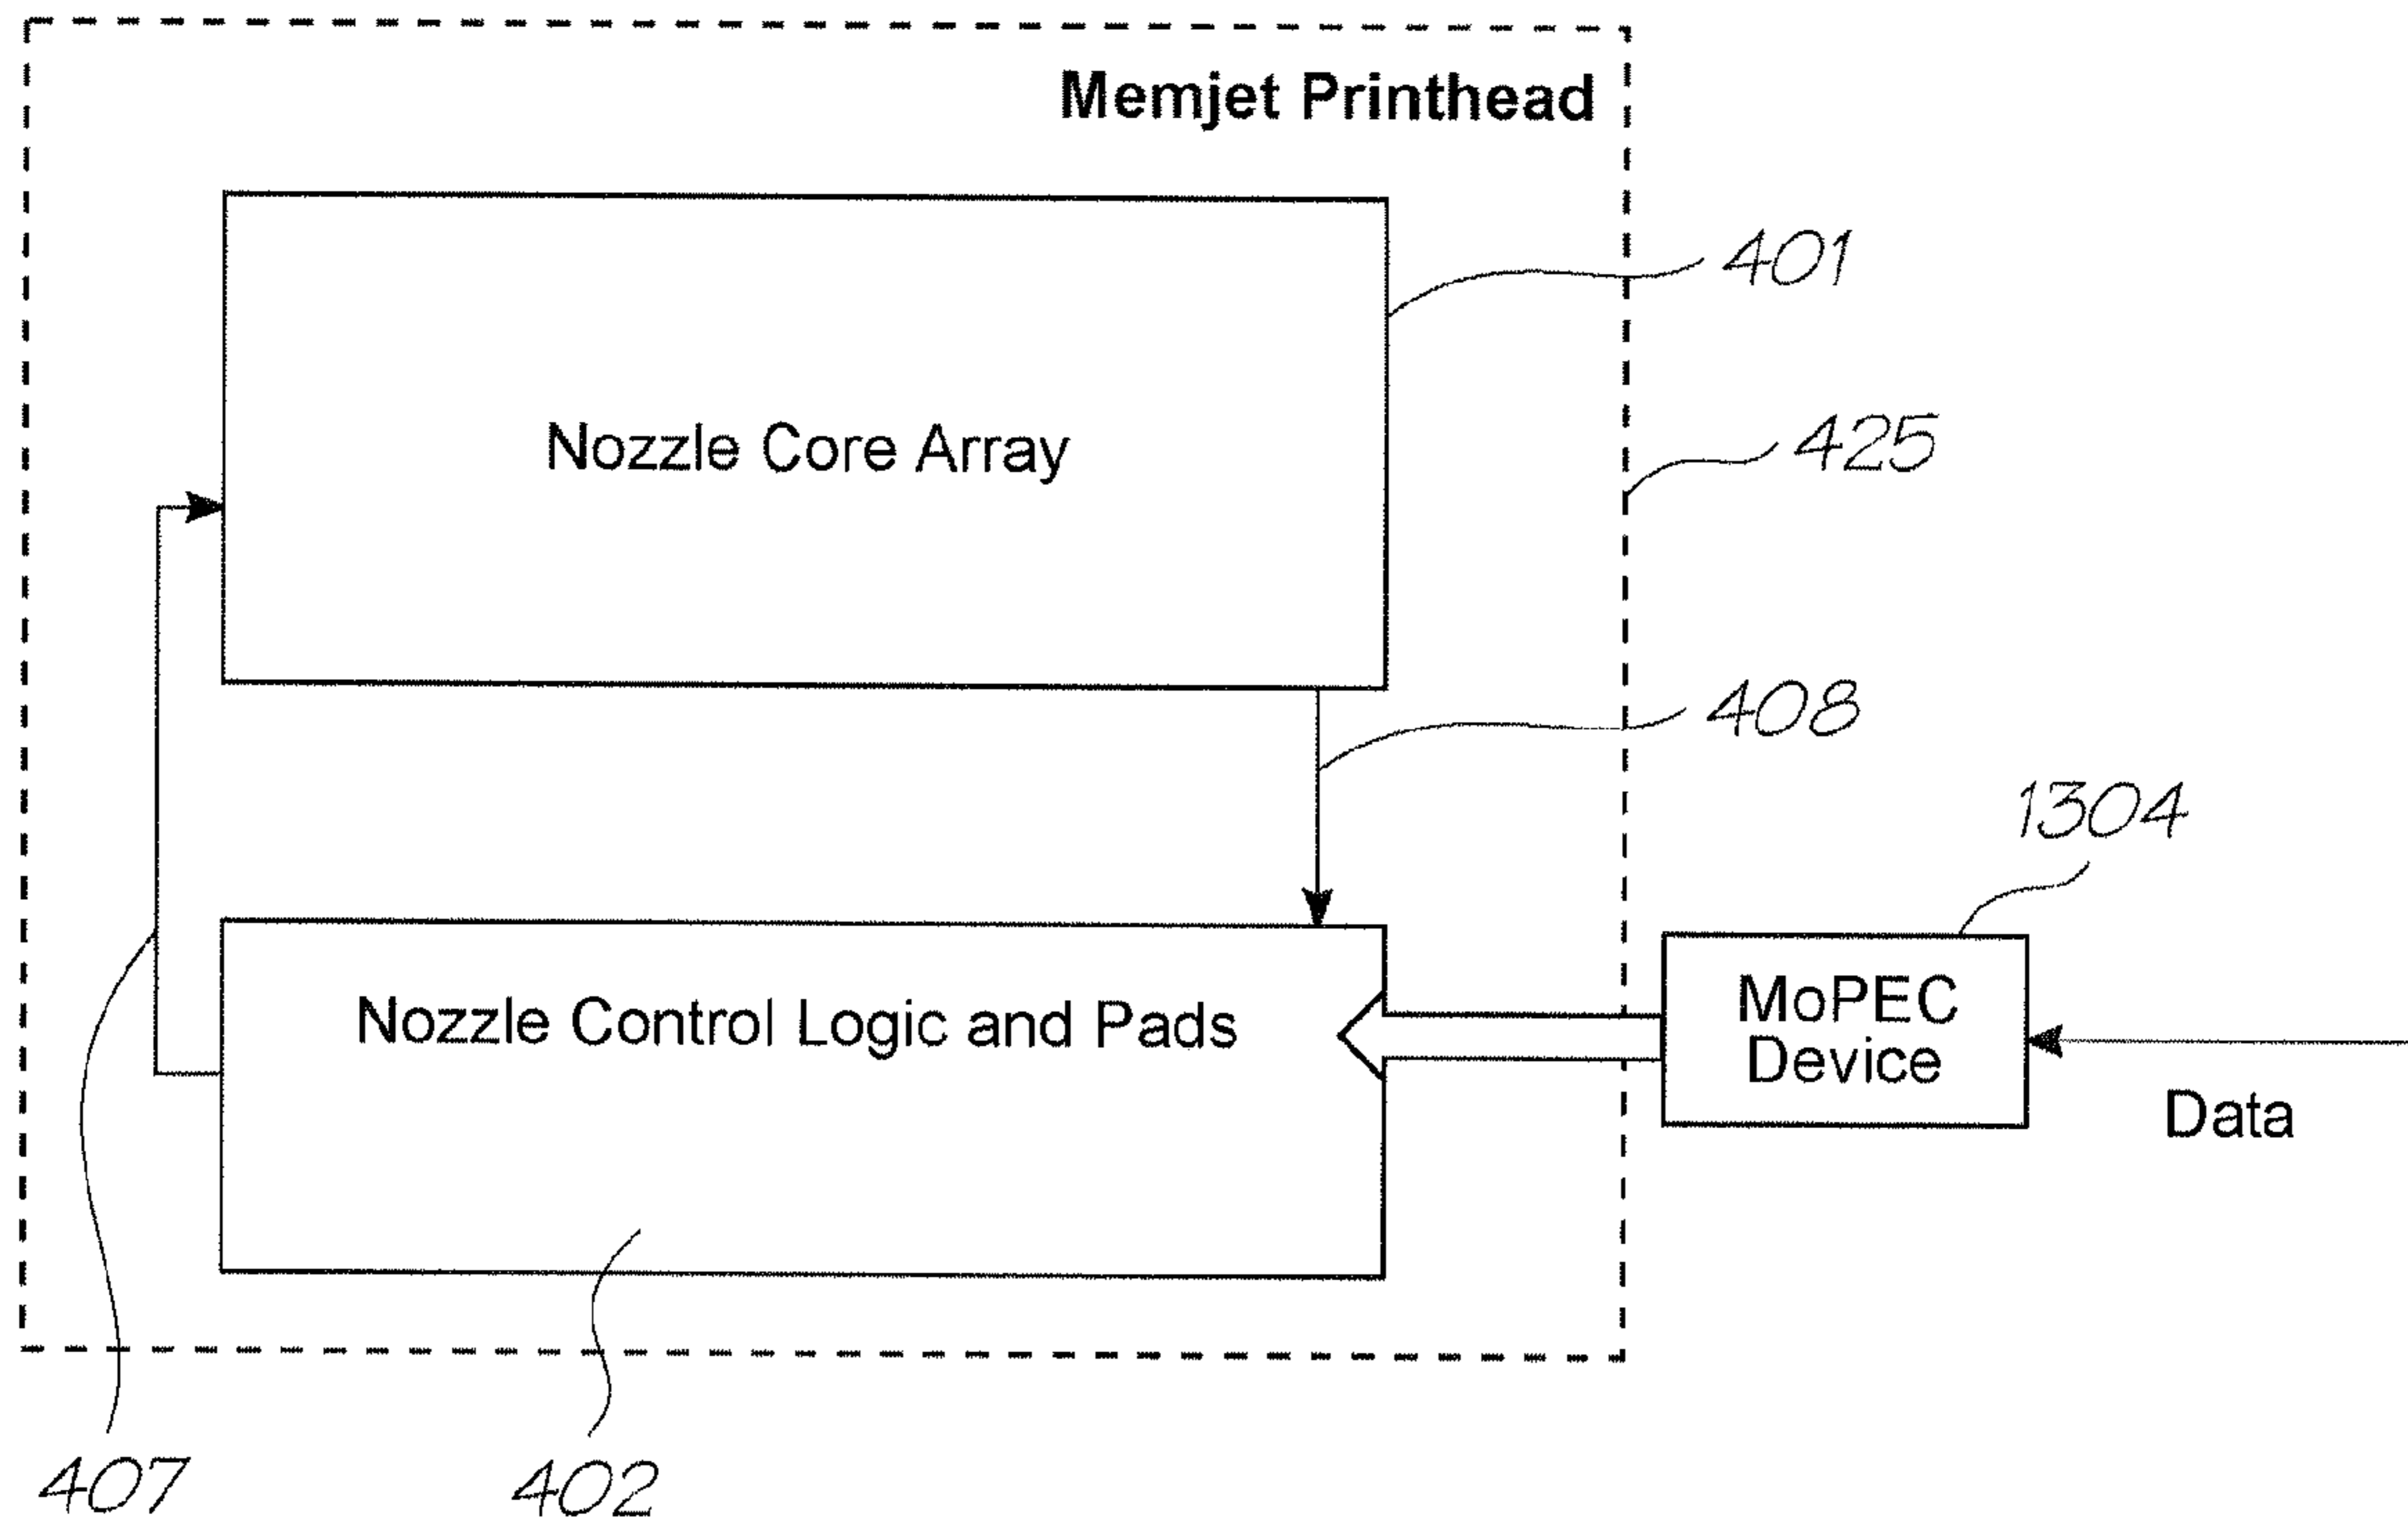 Memjet Printhead
401
Nozzle Core Array
425
408
1304
Nozzle Control Logic and Pads
MoPEC
Device
Data
407
402